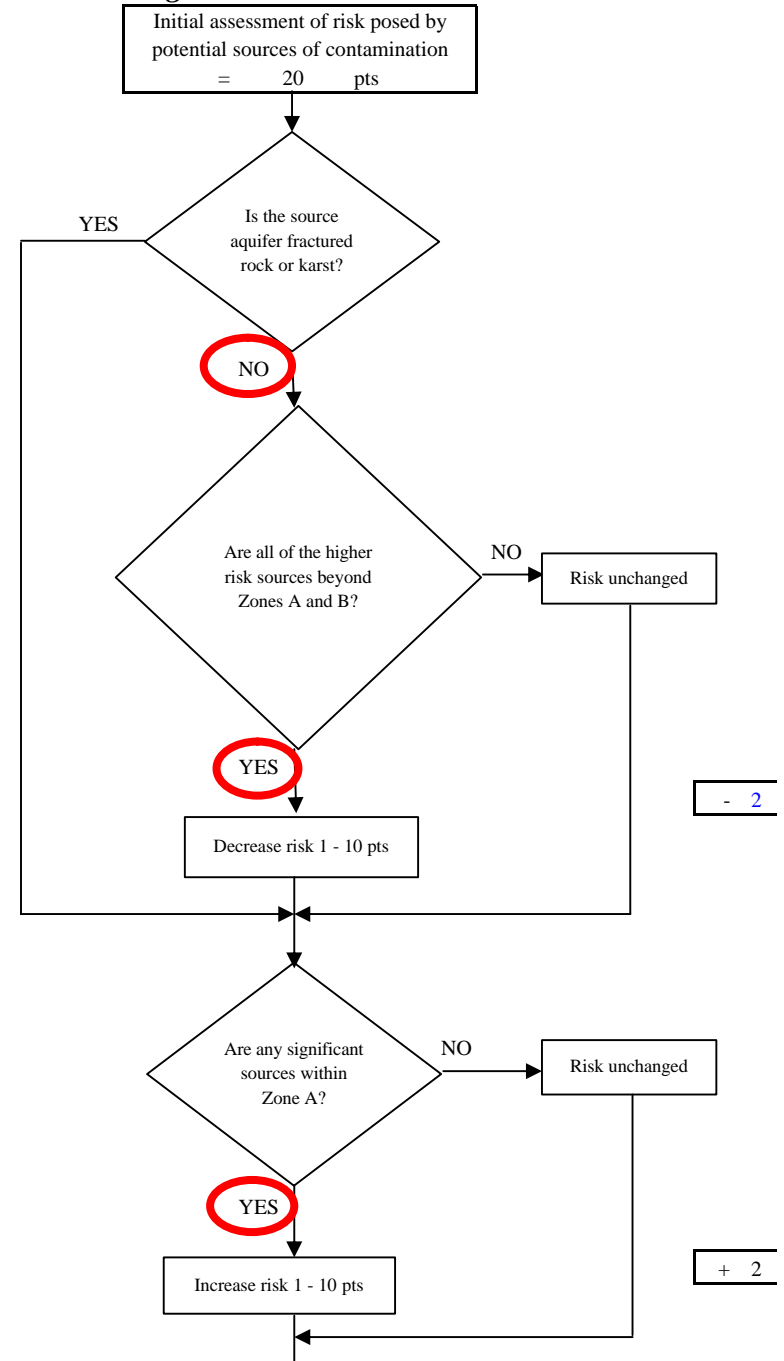 Initial assessment of risk posed by
potential sources of contamination
= 20 pts
Is the source
aquifer fractured
rock or karst?
YES
NO
Are all of the higher
risk sources beyond
Zones A and B?
NO
Risk unchanged
YES
- 2
Decrease risk 1 - 10 pts
Are any significant
sources within
Zone A?
NO
Risk unchanged
YES
+ 2
Increase risk 1 - 10 pts